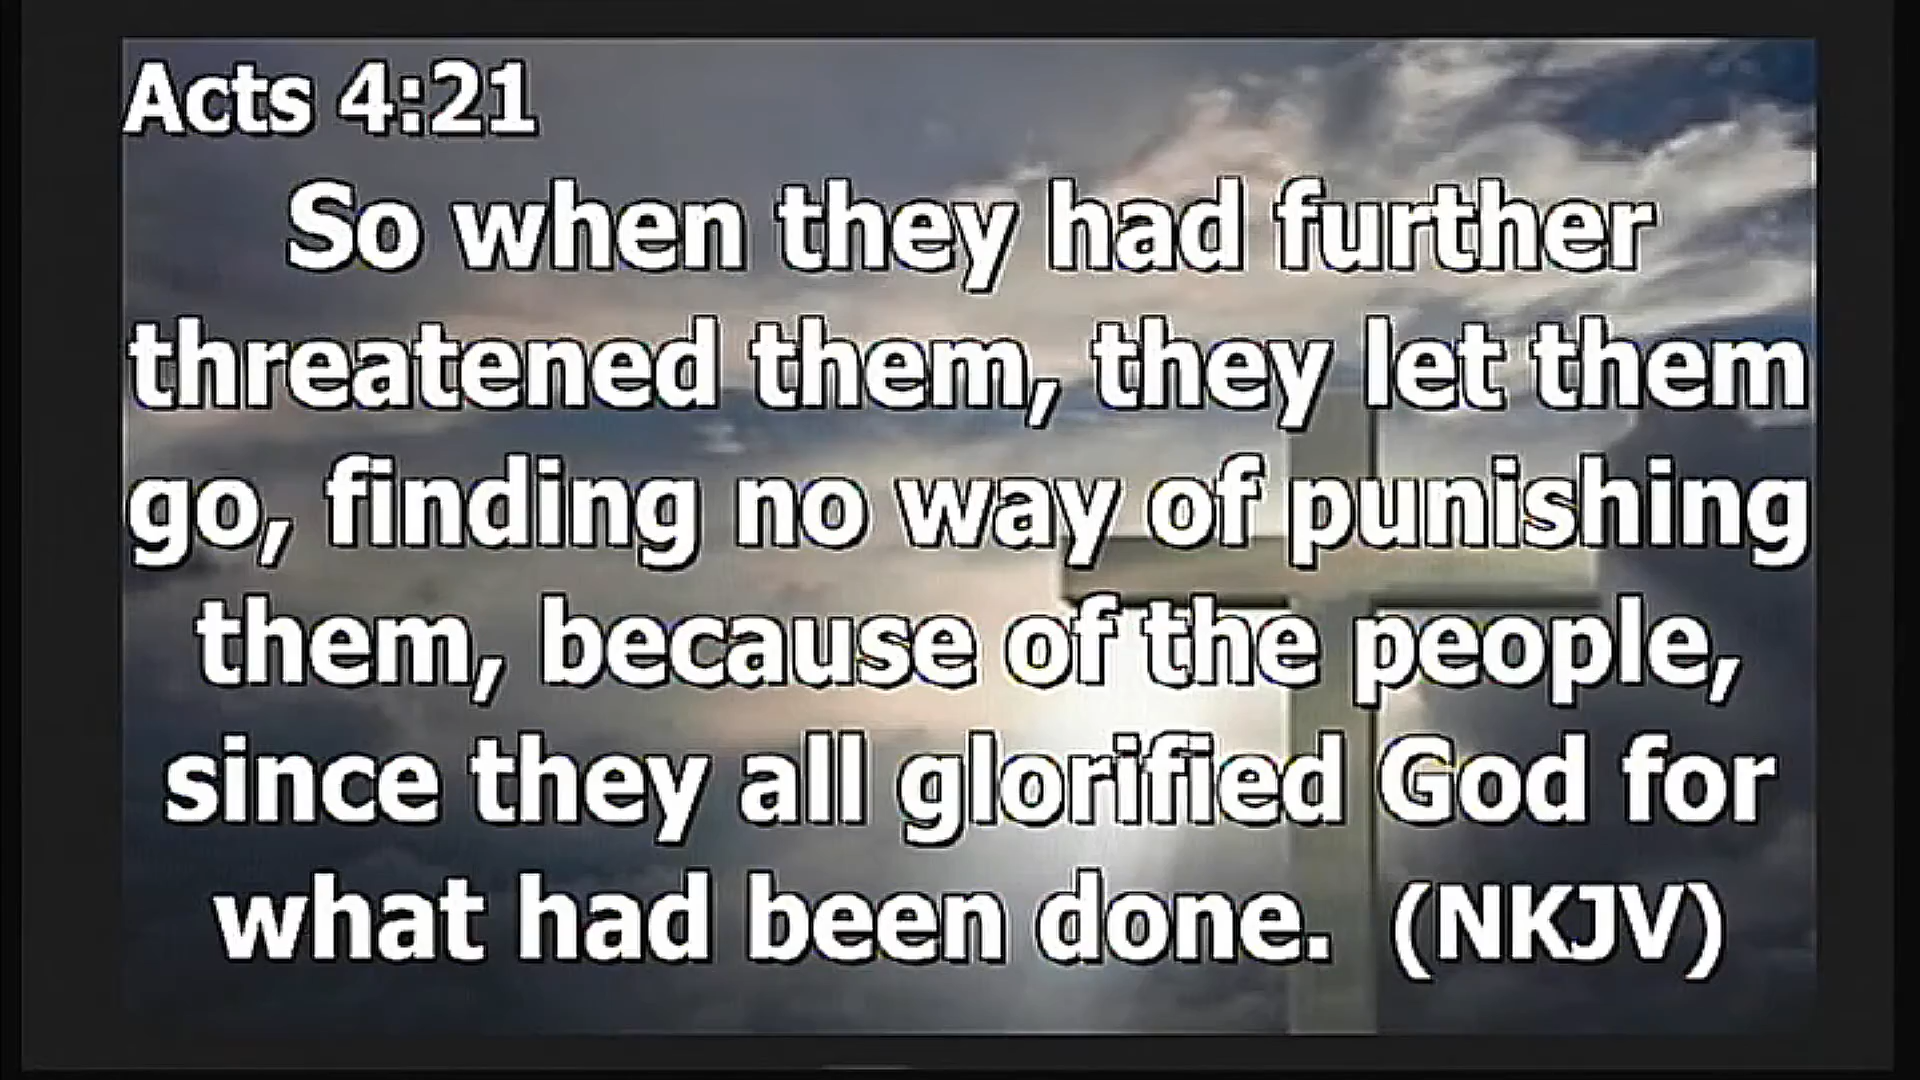 Acts 4:21
So when they had further
threatened them, they let them
go, finding no way of punishing
them, because of the people,
since they all glorified God for
what had been done.  (NKJV)